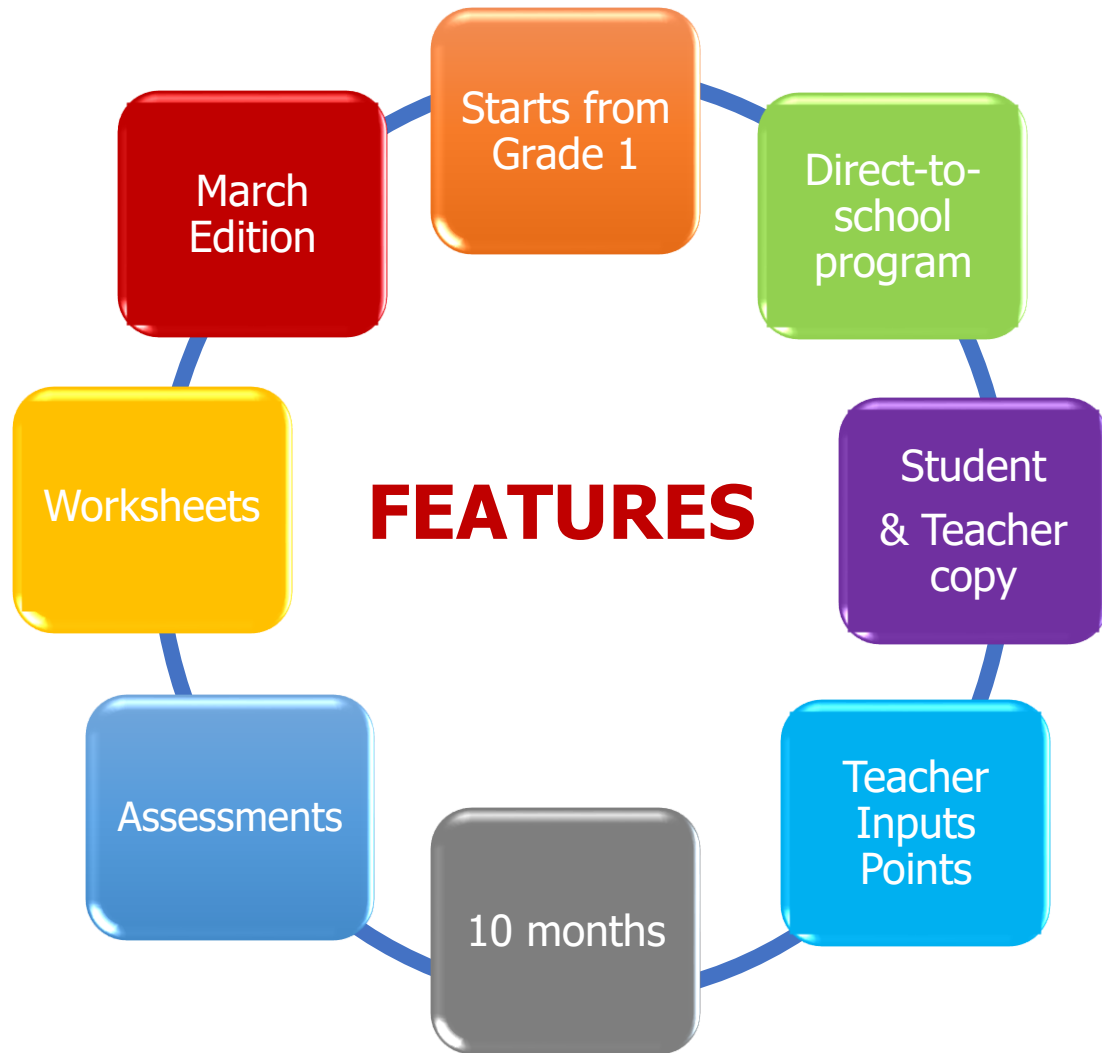 Starts from
Grade 1
Direct-to-
school
program
Student
& Teacher
copy
Teacher
Inputs
Points
10 months
Assessments
Worksheets
March
Edition
FEATURES